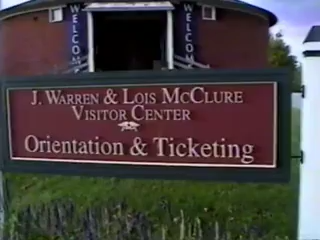 WELCOME
WELCOME
J. WARREN & LOIS MCCLURE
VISITOR CENTER
Orientation & Ticketing